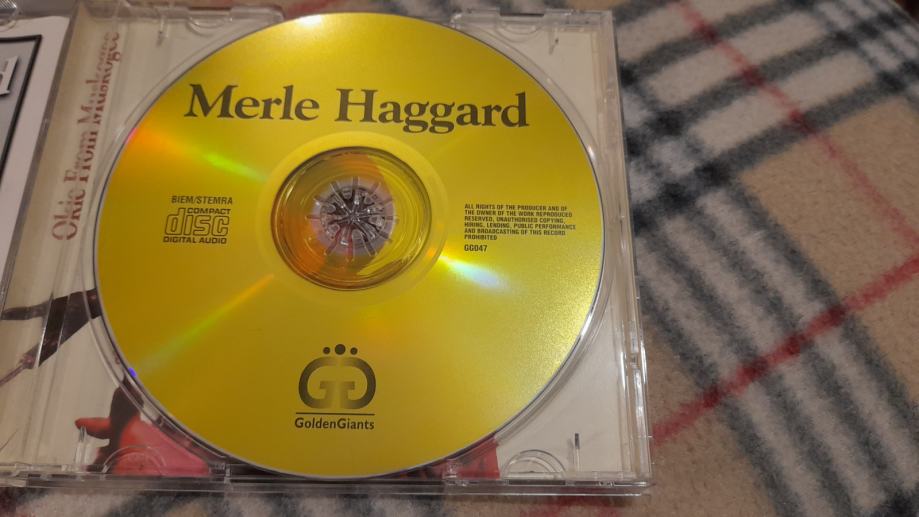 Okie From Muskogee
Merle Haggard
BIEM/STEMRA
COMPACT
disc
DIGITAL AUDIO
ALL RIGHTS OF THE PRODUCER AND OF
THE OWNER OF THE WORK REPRODUCED
RESERVED, UNAUTHORISED COPYING,
HIRING, LENDING, PUBLIC PERFORMANCE
AND BROADCASTING OF THIS RECORD
PROHIBITED
GG047
GG
GoldenGiants